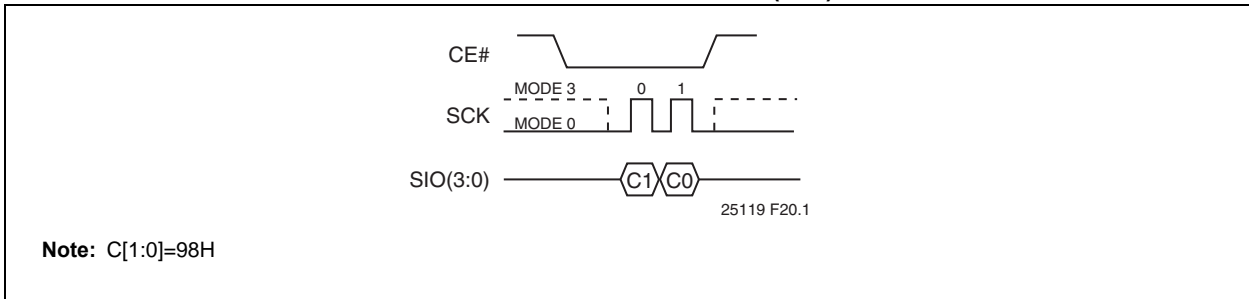 CE#
MODE 3 0 1
SCK
MODE 0
SIO(3:0) C1 C0
25119 F20.1
Note: C[1:0]=98H